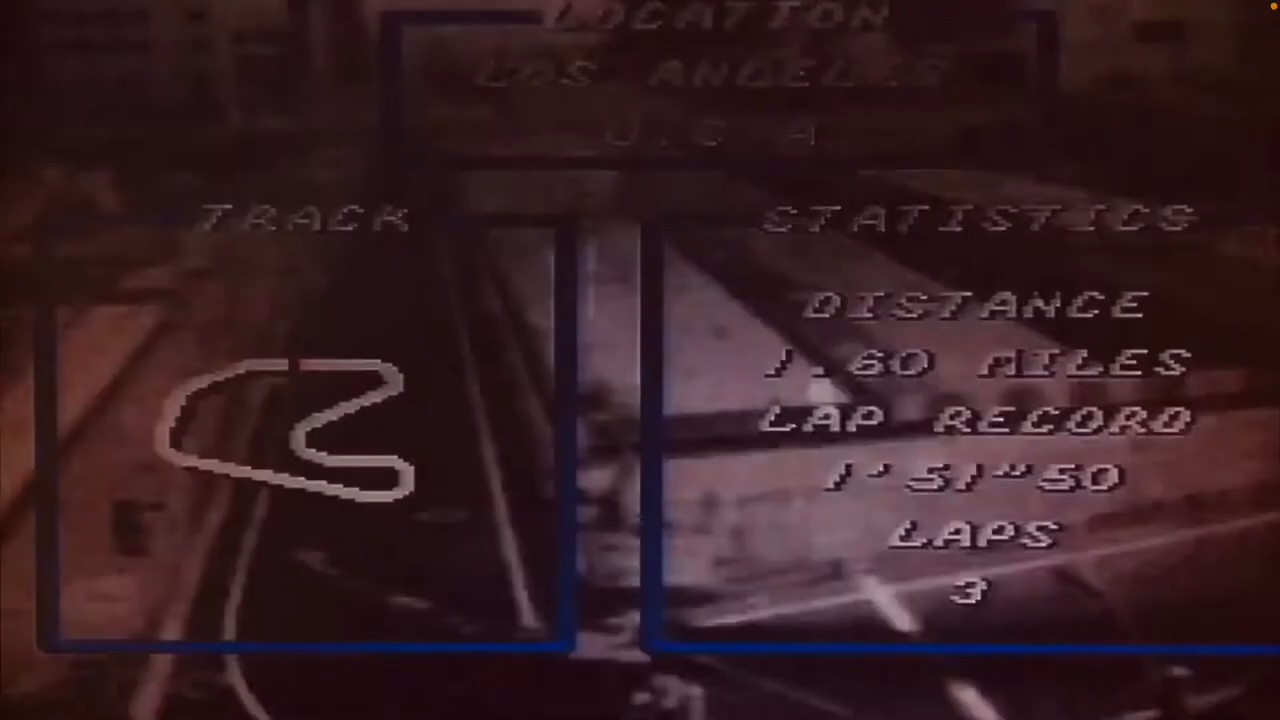 LOCATION
LOS ANGELES
U.S.A
TRACK
STATISTICS
DISTANCE
1.60 MILES
LAP RECORD
1'51"50
LAPS
3